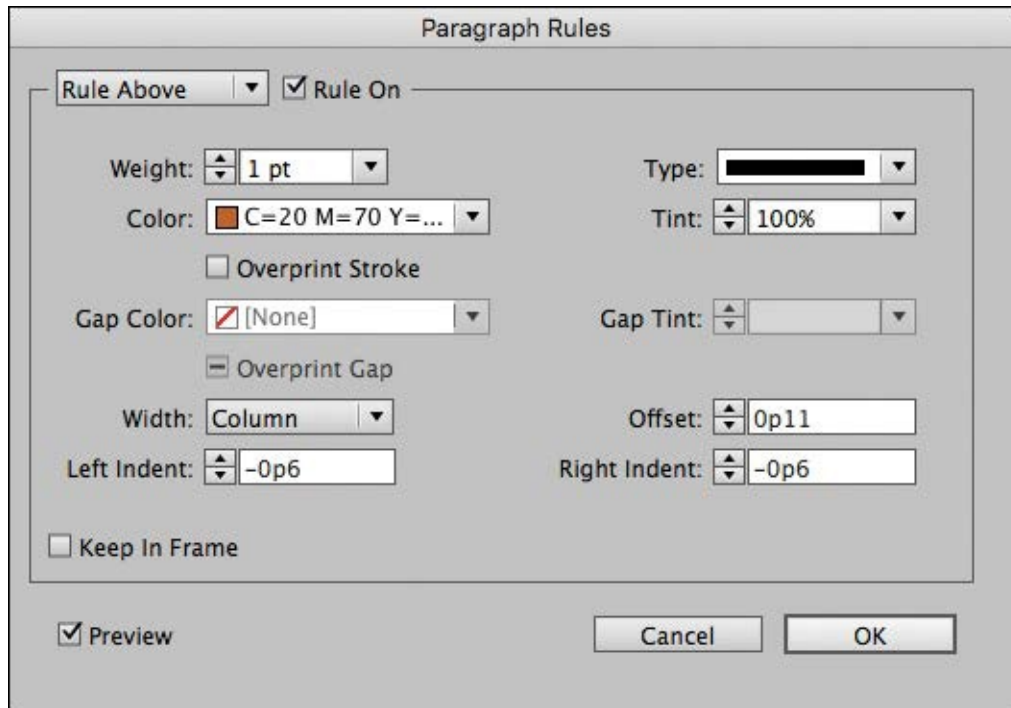 Paragraph Rules
Rule Above Rule On
Weight: 1 pt Type:
Color: C=20 M=70 Y=... Tint: 100%
Overprint Stroke
Gap Color: [None] Gap Tint:
Overprint Gap
Width: Column Offset: 0p11
Left Indent: -0p6 Right Indent: -0p6
Keep In Frame
Preview Cancel OK